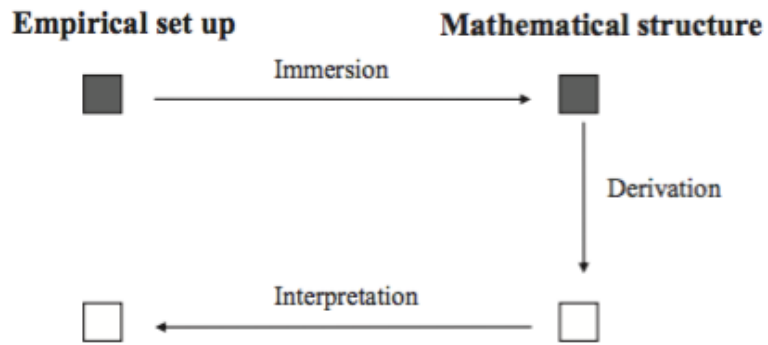 Empirical set up
Mathematical structure
Immersion
Derivation
Interpretation